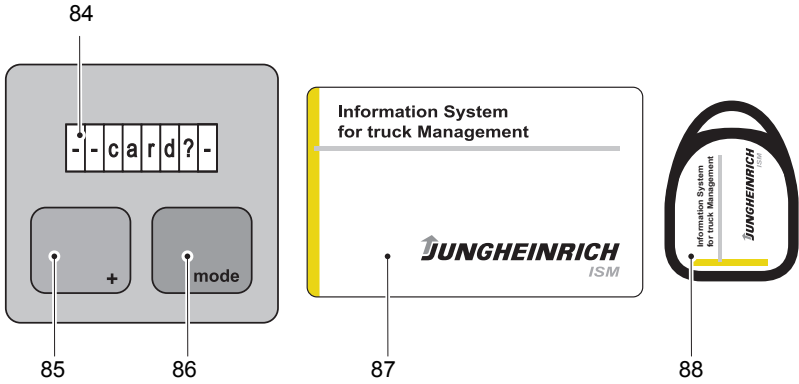 84
--card?-
+
mode
85
86
Information System
for truck Management
JUNGHEINRICH
ISM
87
Information System
for truck Management
JUNGHEINRICH
ISM
88